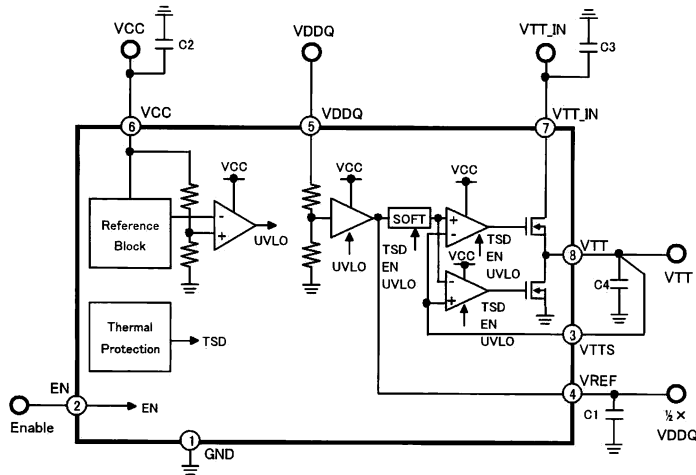 VCC
C2
VDDQ
VTT_IN
C3
VCC
6
VDDQ
5
VTT_IN
7
VCC
VCC
VCC
Reference
Block
-
+
UVLO
UVLO
SOFT
TSD
EN
UVLO
+
-
TSD
EN
UVLO
VCC
-
+
TSD
EN
UVLO
VTT
8
C4
VTT
Thermal
Protection
TSD
3
VTTS
EN
2
EN
Enable
VREF
4
C1
½ ×
VDDQ
1
GND